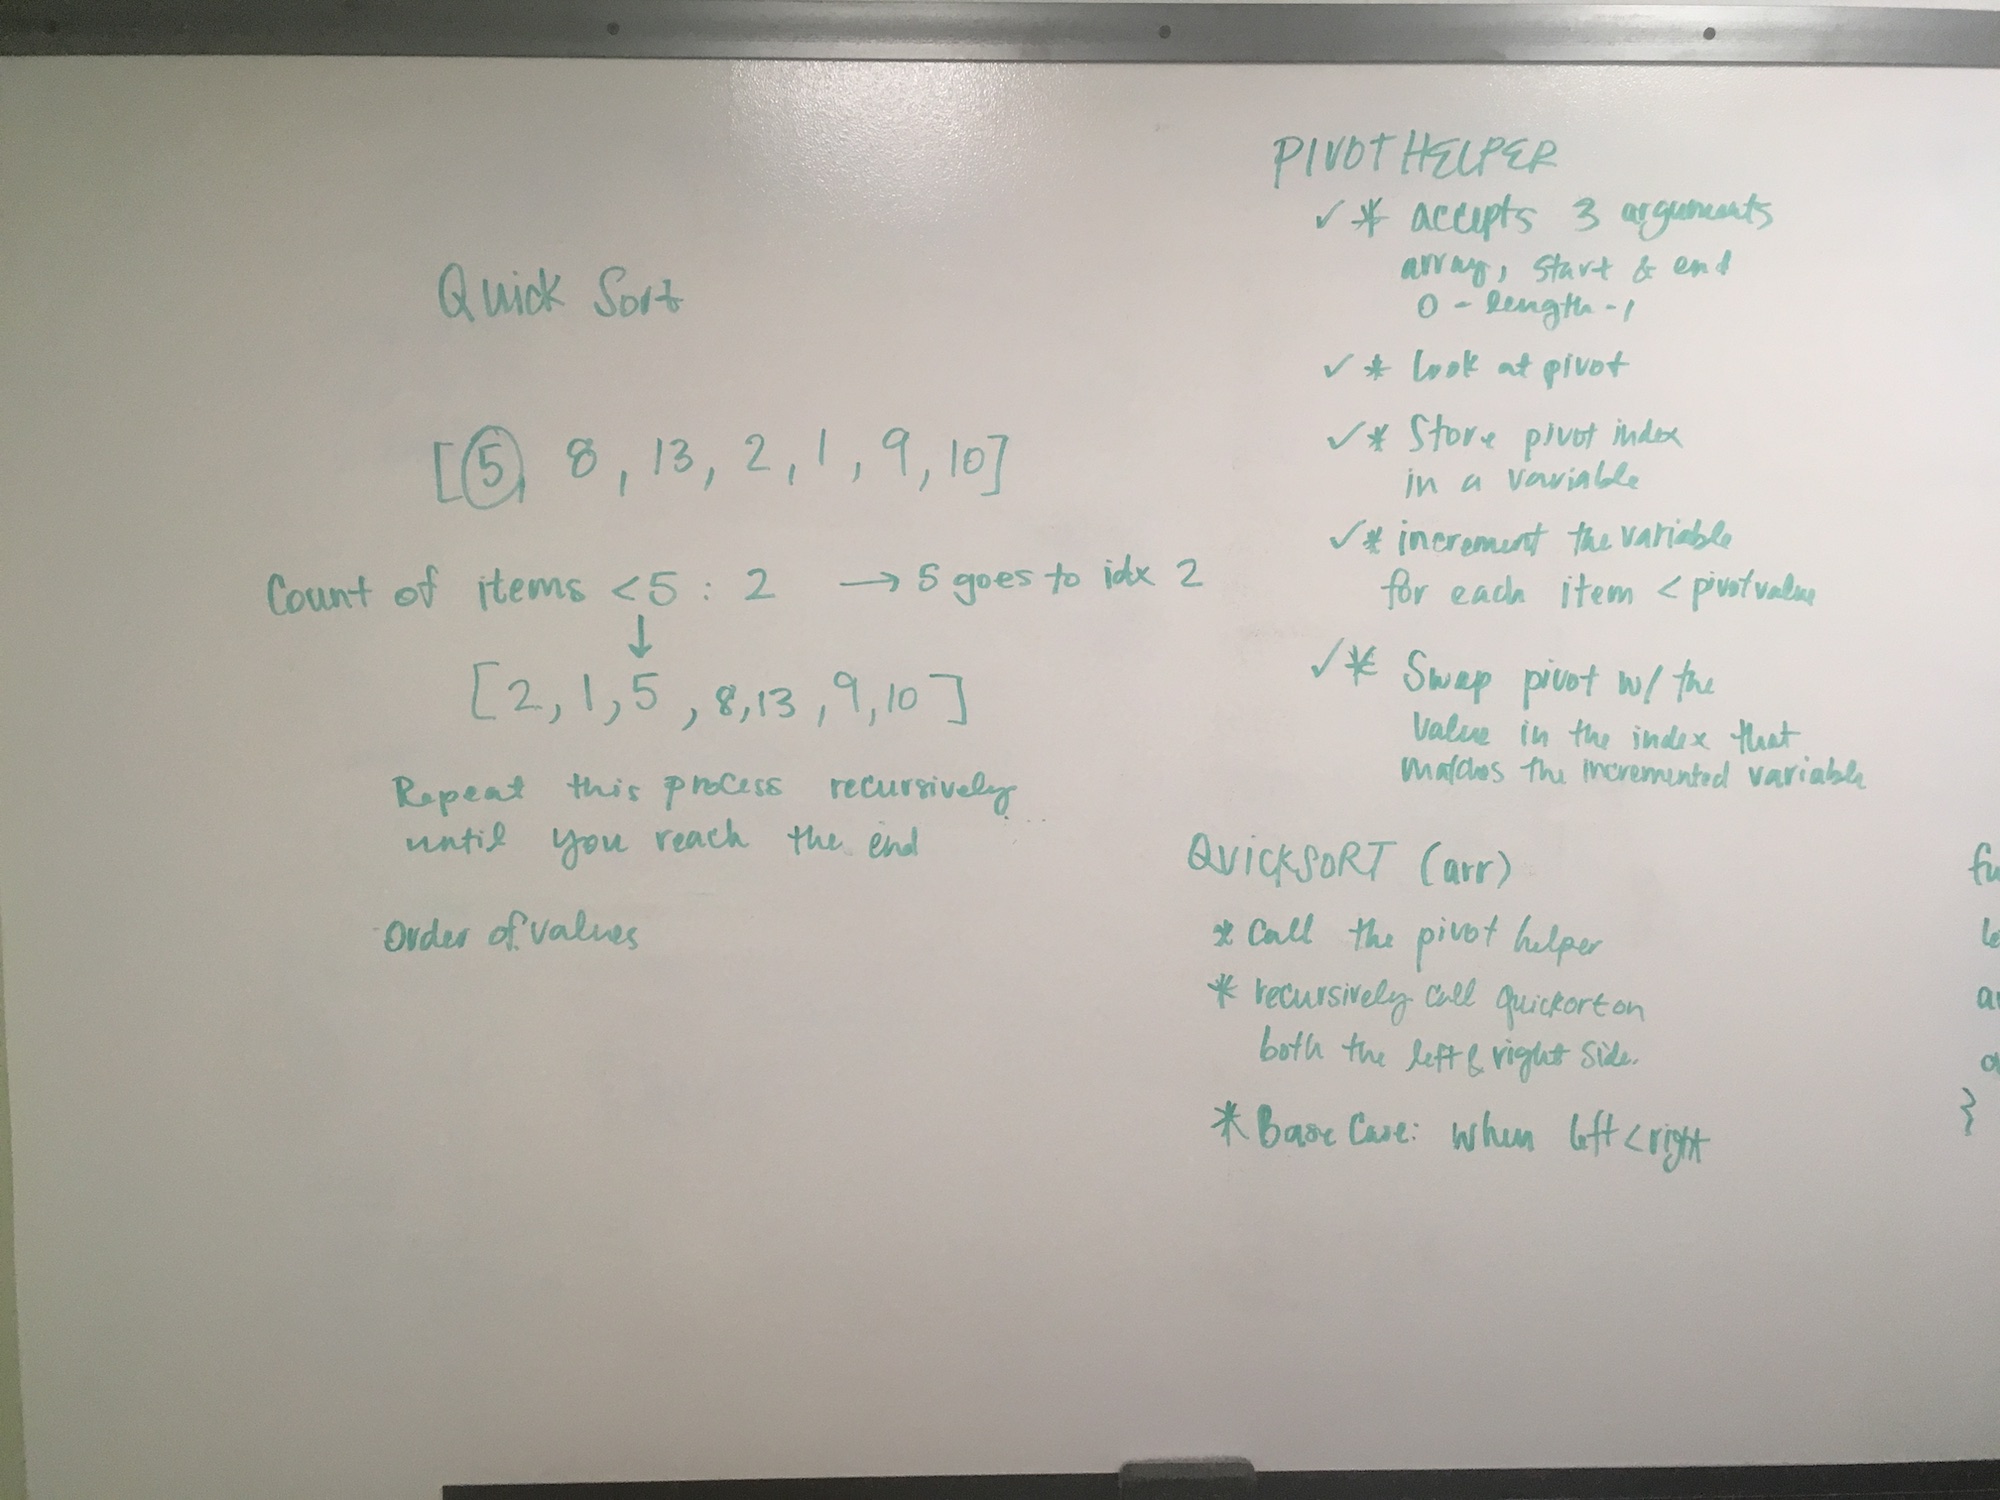 Quick Sort
[5, 8, 13, 2, 1, 9, 10]
Count of items <5 : 2 → 5 goes to idx 2
↓
[2, 1, 5, 8, 13, 9, 10]
Repeat this process recursively
until you reach the end
Order of values
PIVOT HELPER
✓ * accepts 3 arguments
array, start & end
0 - length - 1
✓ * look at pivot
✓ * Store pivot index
in a variable
✓ * increment the variable
for each item < pivot value
✓ * Swap pivot w/ the
value in the index that
matches the incremented variable
QUICKSORT (arr)
* Call the pivot helper
* recursively call quickort on
both the left & right side.
* Base Case: when left < right
fu
le
a
}